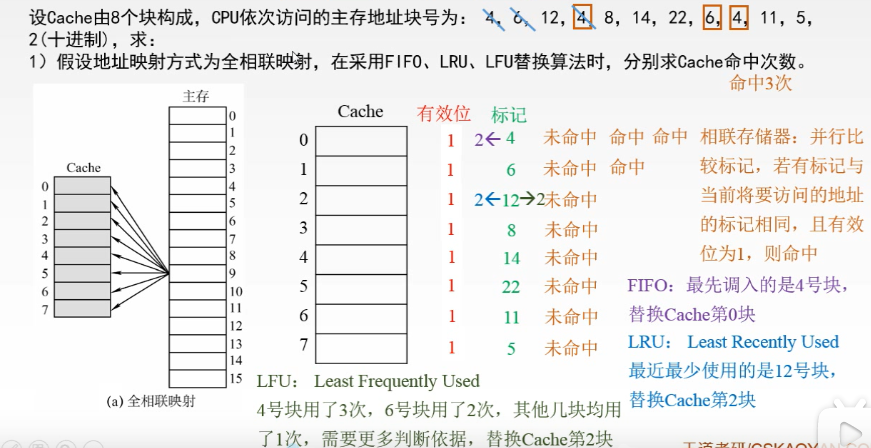 设Cache由8个块构成，CPU依次访问的主存地址块号为： 4，6，12，4，8，14，22，6，4，11，5，
2(十进制)，求：
1）假设地址映射方式为全相联映射，在采用FIFO、LRU、LFU替换算法时，分别求Cache命中次数。
命中3次
主存
Cache
0
1
2
3
4
5
6
7
0
1
2
3
4
5
6
7
8
9
10
11
12
13
14
15
(a) 全相联映射
Cache 有效位 标记
0 1 2← 4 未命中 命中 命中
1 1 6 未命中 命中
2 1 2←12→2未命中
3 1 8 未命中
4 1 14 未命中
5 1 22 未命中
6 1 11 未命中
7 1 5 未命中
相联存储器：并行比
较标记，若有标记与
当前将要访问的地址
的标记相同，且有效
位为1，则命中
FIFO：最先调入的是4号块，
替换Cache第0块
LRU： Least Recently Used
最近最少使用的是12号块，
替换Cache第2块
LFU： Least Frequently Used
4号块用了3次，6号块用了2次，其他几块均用
了1次，需要更多判断依据，替换Cache第2块